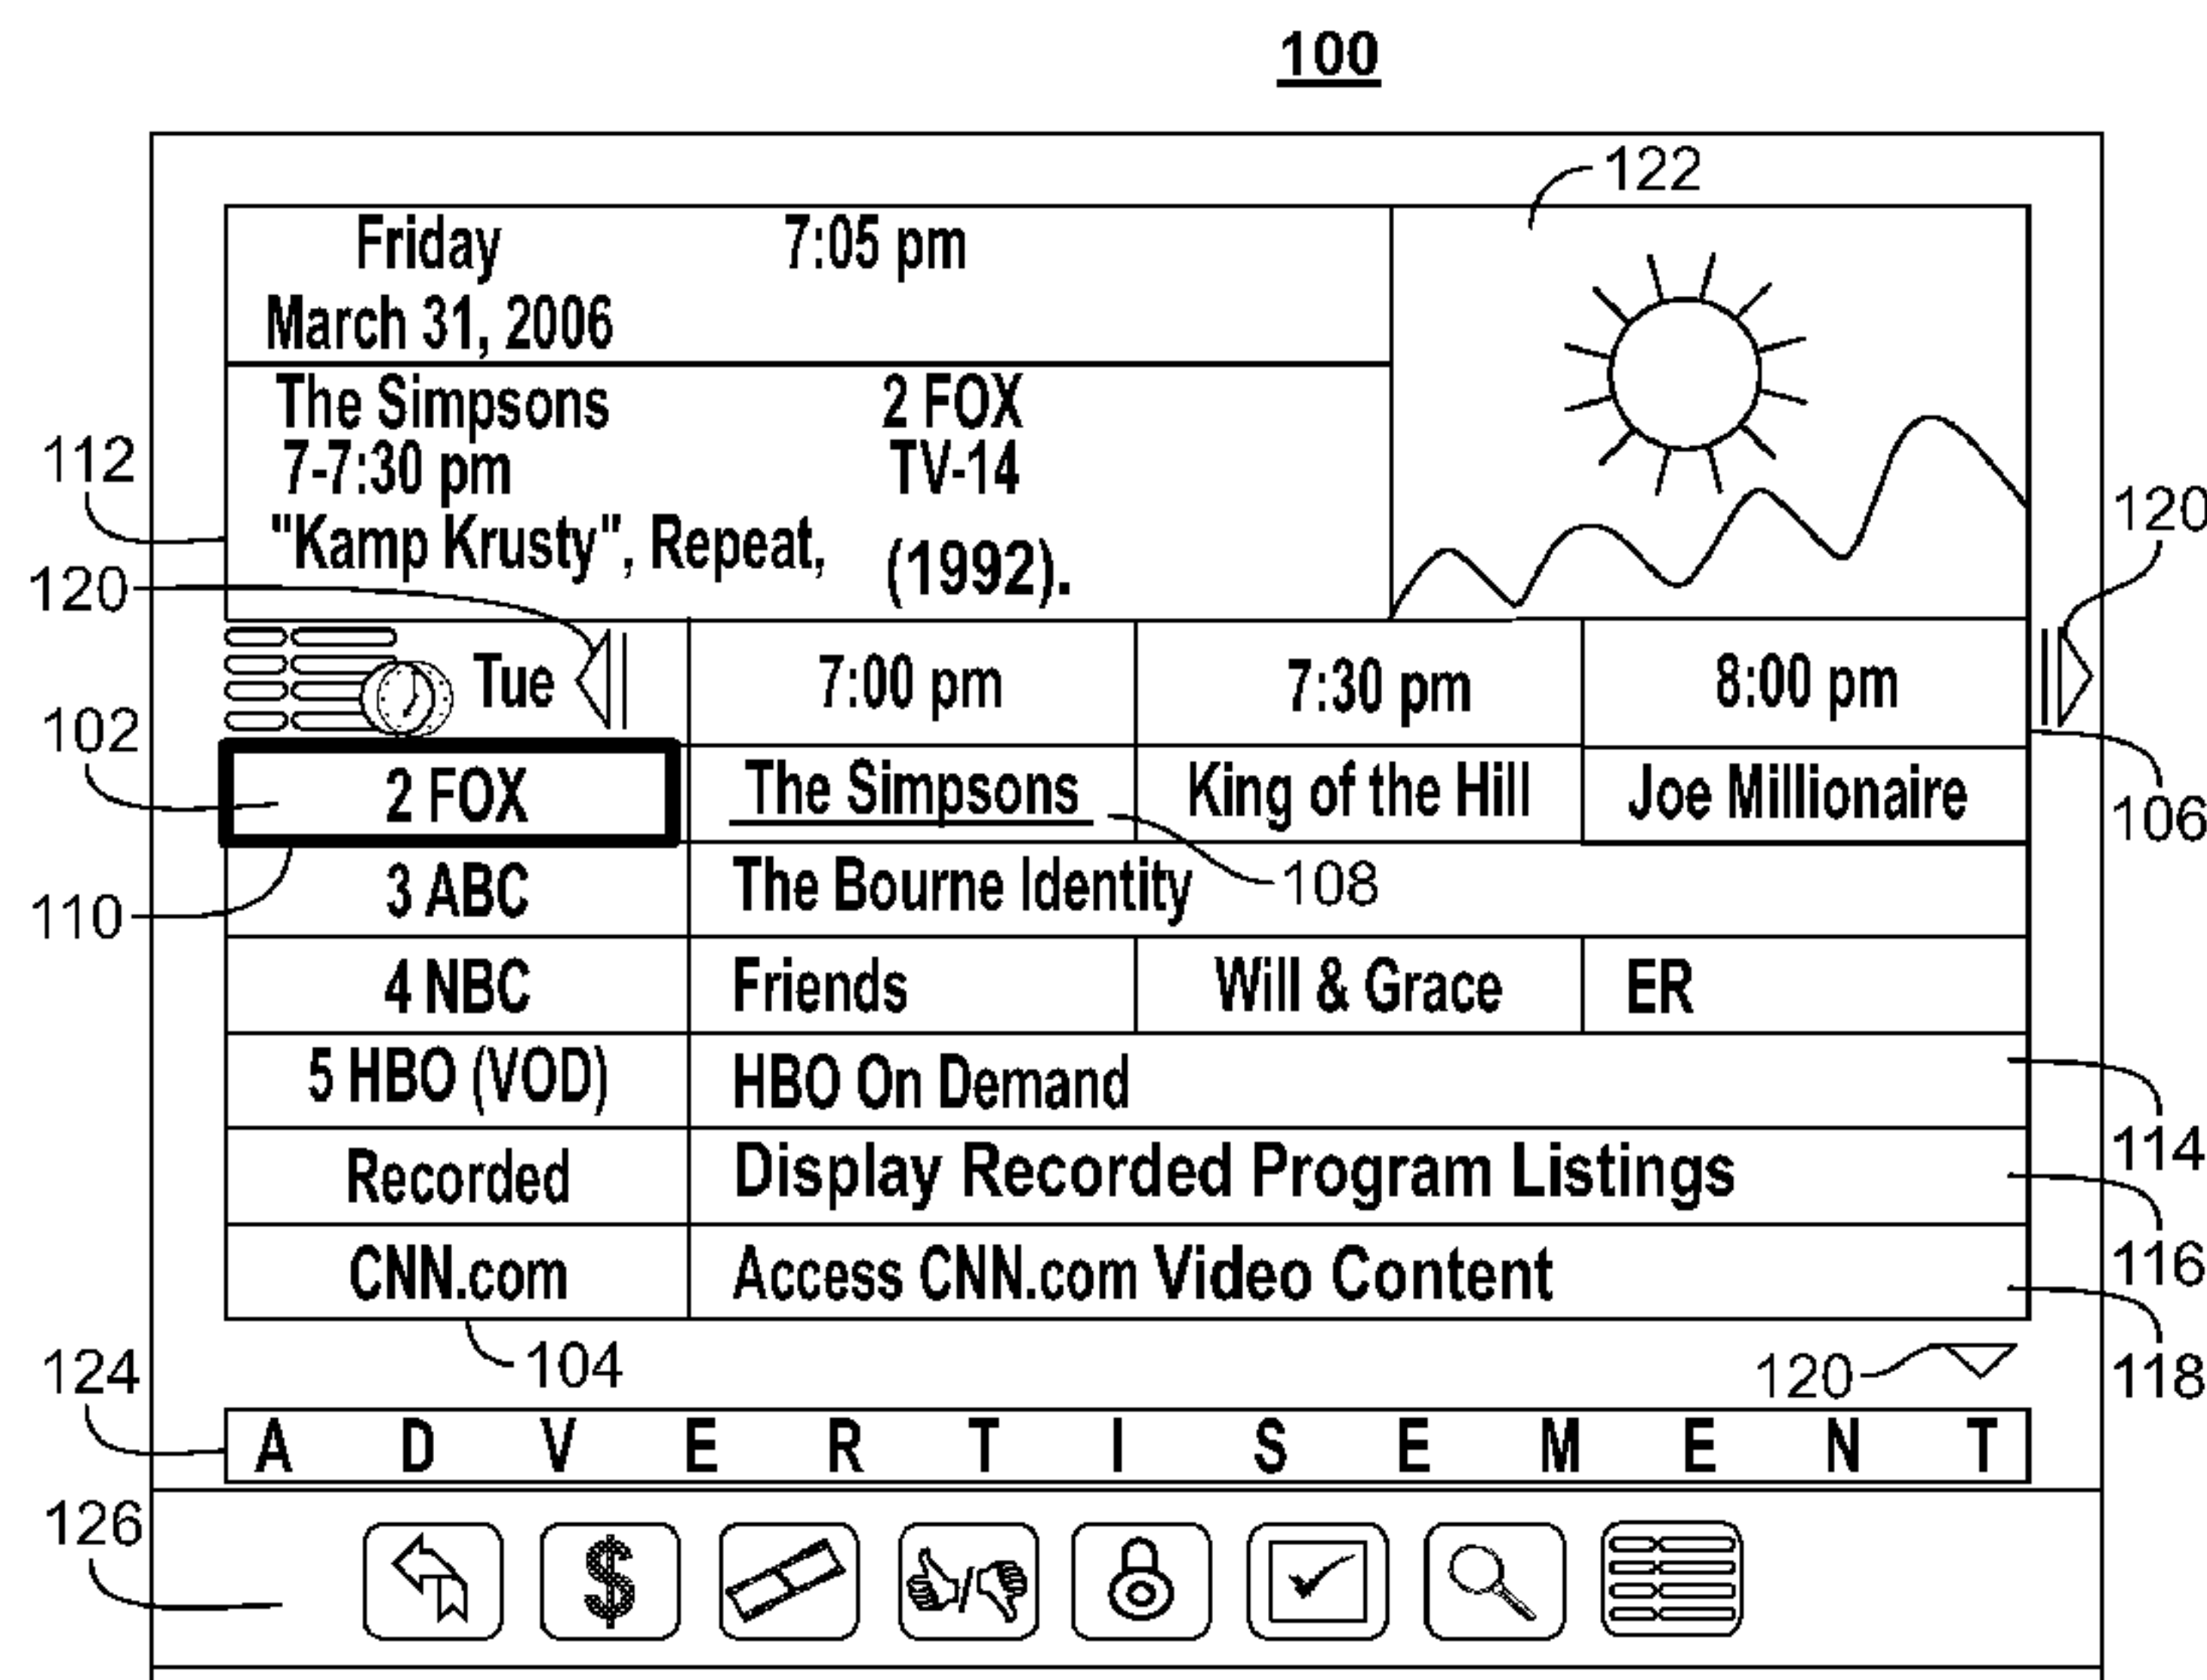 100
122
Friday 7:05 pm
March 31, 2006
The Simpsons 2 FOX
112 7-7:30 pm TV-14
120
"Kamp Krusty", Repeat, (1992).
120
Tue 7:00 pm 7:30 pm 8:00 pm
102
2 FOX The Simpsons King of the Hill Joe Millionaire
106
3 ABC The Bourne Identity 108
110
4 NBC Friends Will & Grace ER
5 HBO (VOD) HBO On Demand
114
Recorded Display Recorded Program Listings
116
CNN.com Access CNN.com Video Content
104 120 118
124
A D V E R T I S E M E N T
126
$